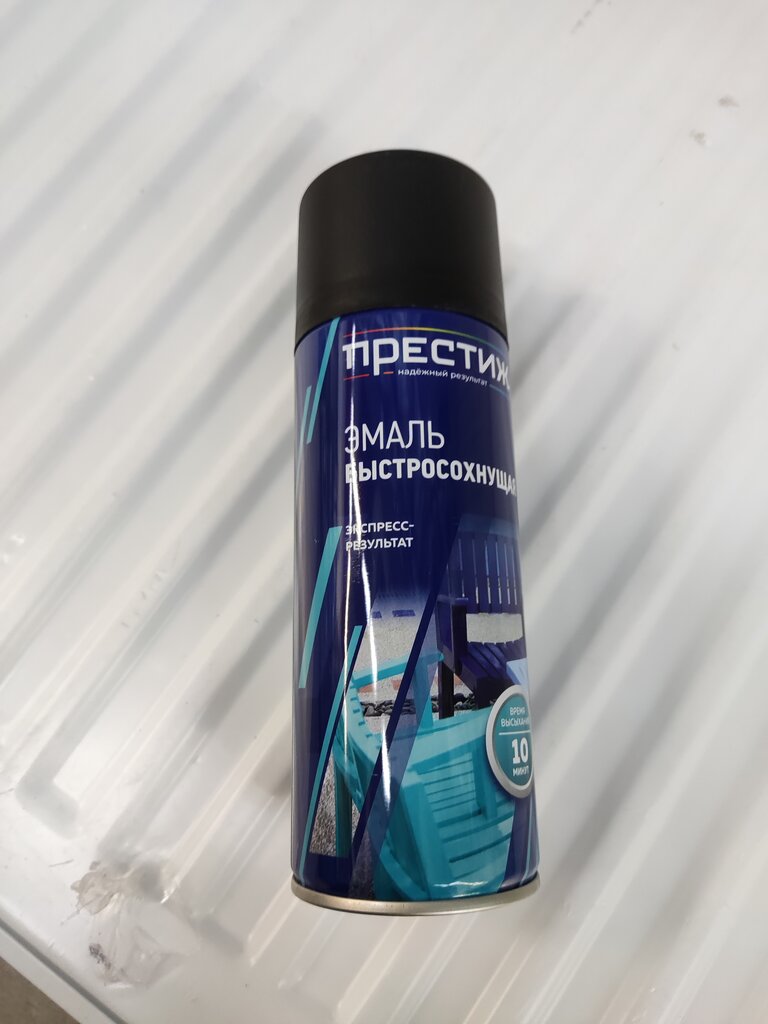 ПРЕСТИЖ
надёжный результат
ЭМАЛЬ
БЫСТРОСОХНУЩАЯ
ЭКСПРЕСС-
РЕЗУЛЬТАТ
ВРЕМЯ
ВЫСЫХАНИЯ
10
МИНУТ